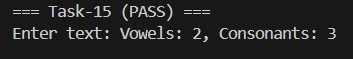 === Task-15 (PASS) ===
Enter text: Vowels: 2, Consonants: 3